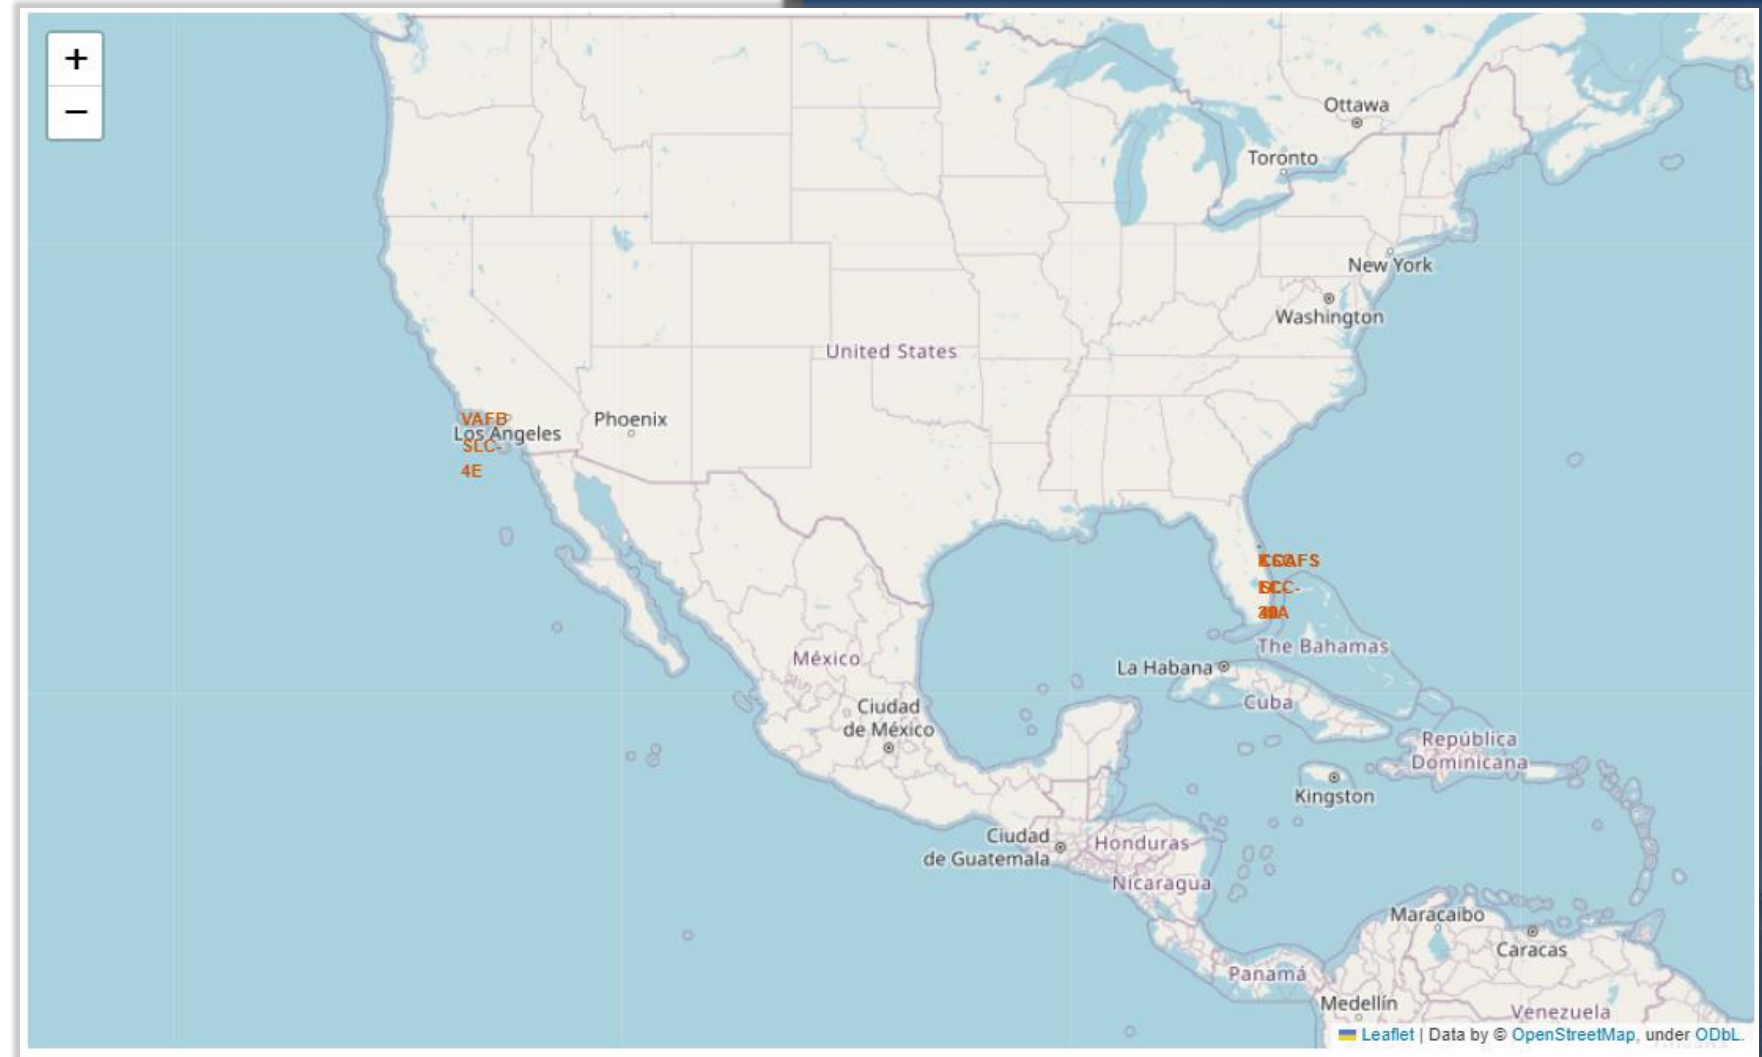 +
−
Ottawa
Toronto
New York
Washington
United States
VAFB
SLC-
4E
Los Angeles
Phoenix
The Bahamas
La Habana
México
Cuba
Ciudad
de México
República
Dominicana
Kingston
Ciudad
de Guatemala
Honduras
Nicaragua
Maracaibo
Caracas
Panamá
Medellín
Venezuela
Leaflet | Data by © OpenStreetMap, under ODbL.